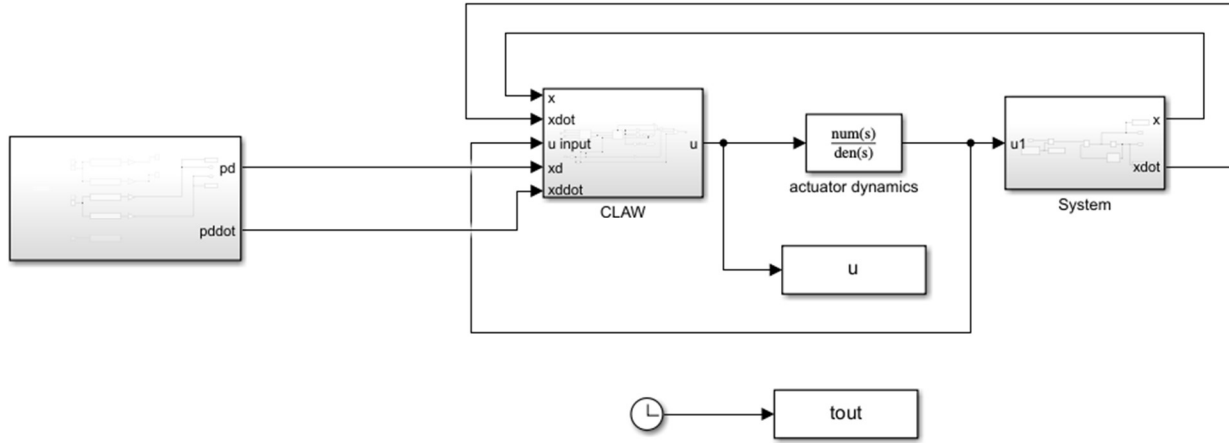 pd
pddot
x
xdot
u input
xd
xddot
u
CLAW
num(s)
den(s)
actuator dynamics
u1
x
xdot
System
u
tout